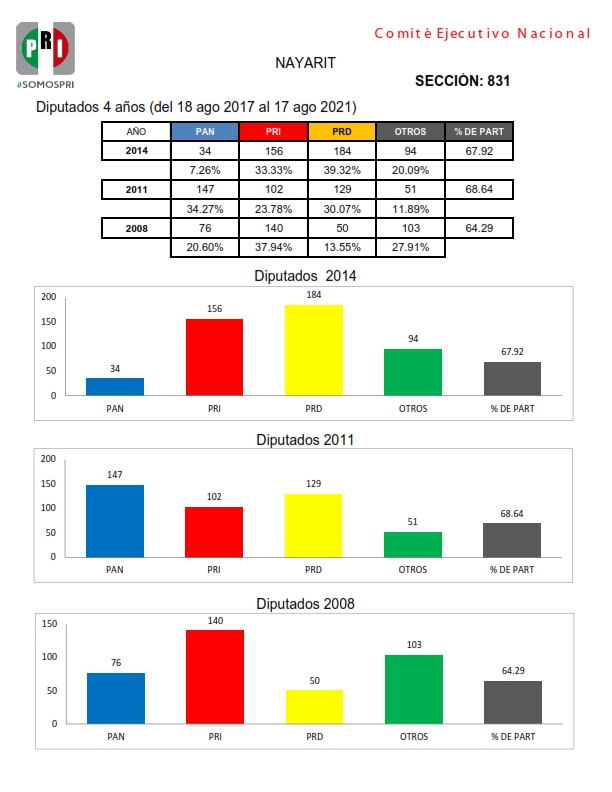 Comité Ejecutivo Nacional
PRI
#SOMOSPRI
NAYARIT
SECCIÓN: 831
Diputados 4 años (del 18 ago 2017 al 17 ago 2021)
AÑO PAN PRI PRD OTROS % DE PART
2014 34 156 184 94 67.92
7.26% 33.33% 39.32% 20.09%
2011 147 102 129 51 68.64
34.27% 23.78% 30.07% 11.89%
2008 76 140 50 103 64.29
20.60% 37.94% 13.55% 27.91%
Diputados 2014
200
150
100
50
0
34 156 184 94 67.92
PAN PRI PRD OTROS % DE PART
Diputados 2011
200
150
100
50
0
147 102 129 51 68.64
PAN PRI PRD OTROS % DE PART
Diputados 2008
150
100
50
0
76 140 50 103 64.29
PAN PRI PRD OTROS % DE PART